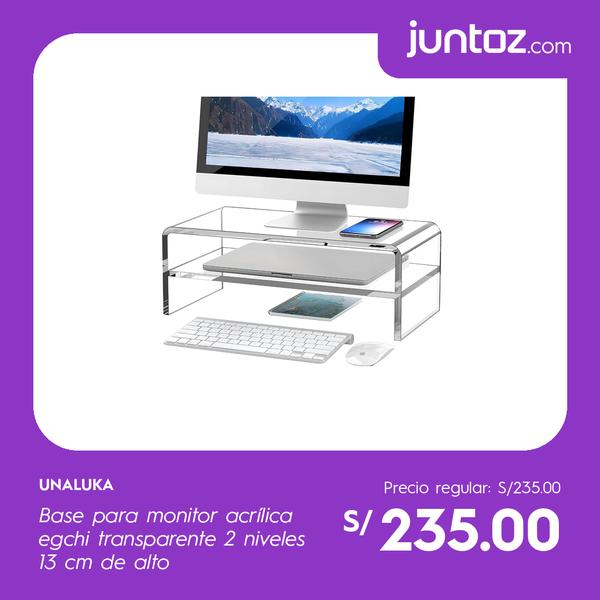 juntoz.com
UNALUKA
Base para monitor acrílica
egchi transparente 2 niveles
13 cm de alto
Precio regular: S/235.00
S/ 235.00